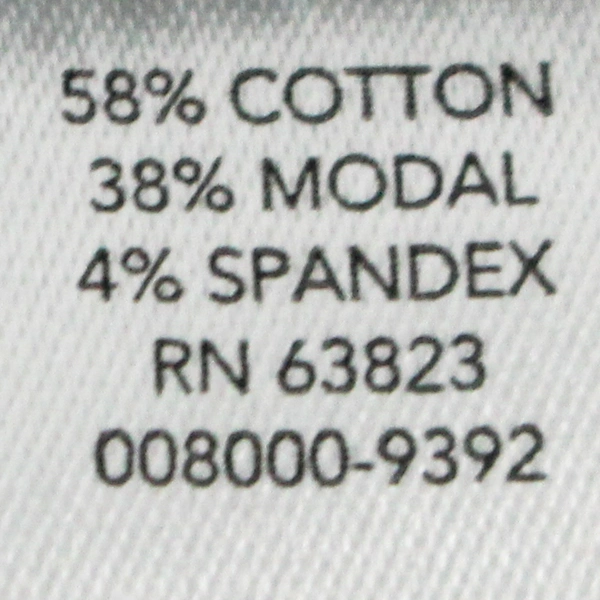 58% COTTON
38% MODAL
4% SPANDEX
RN 63823
008000-9392